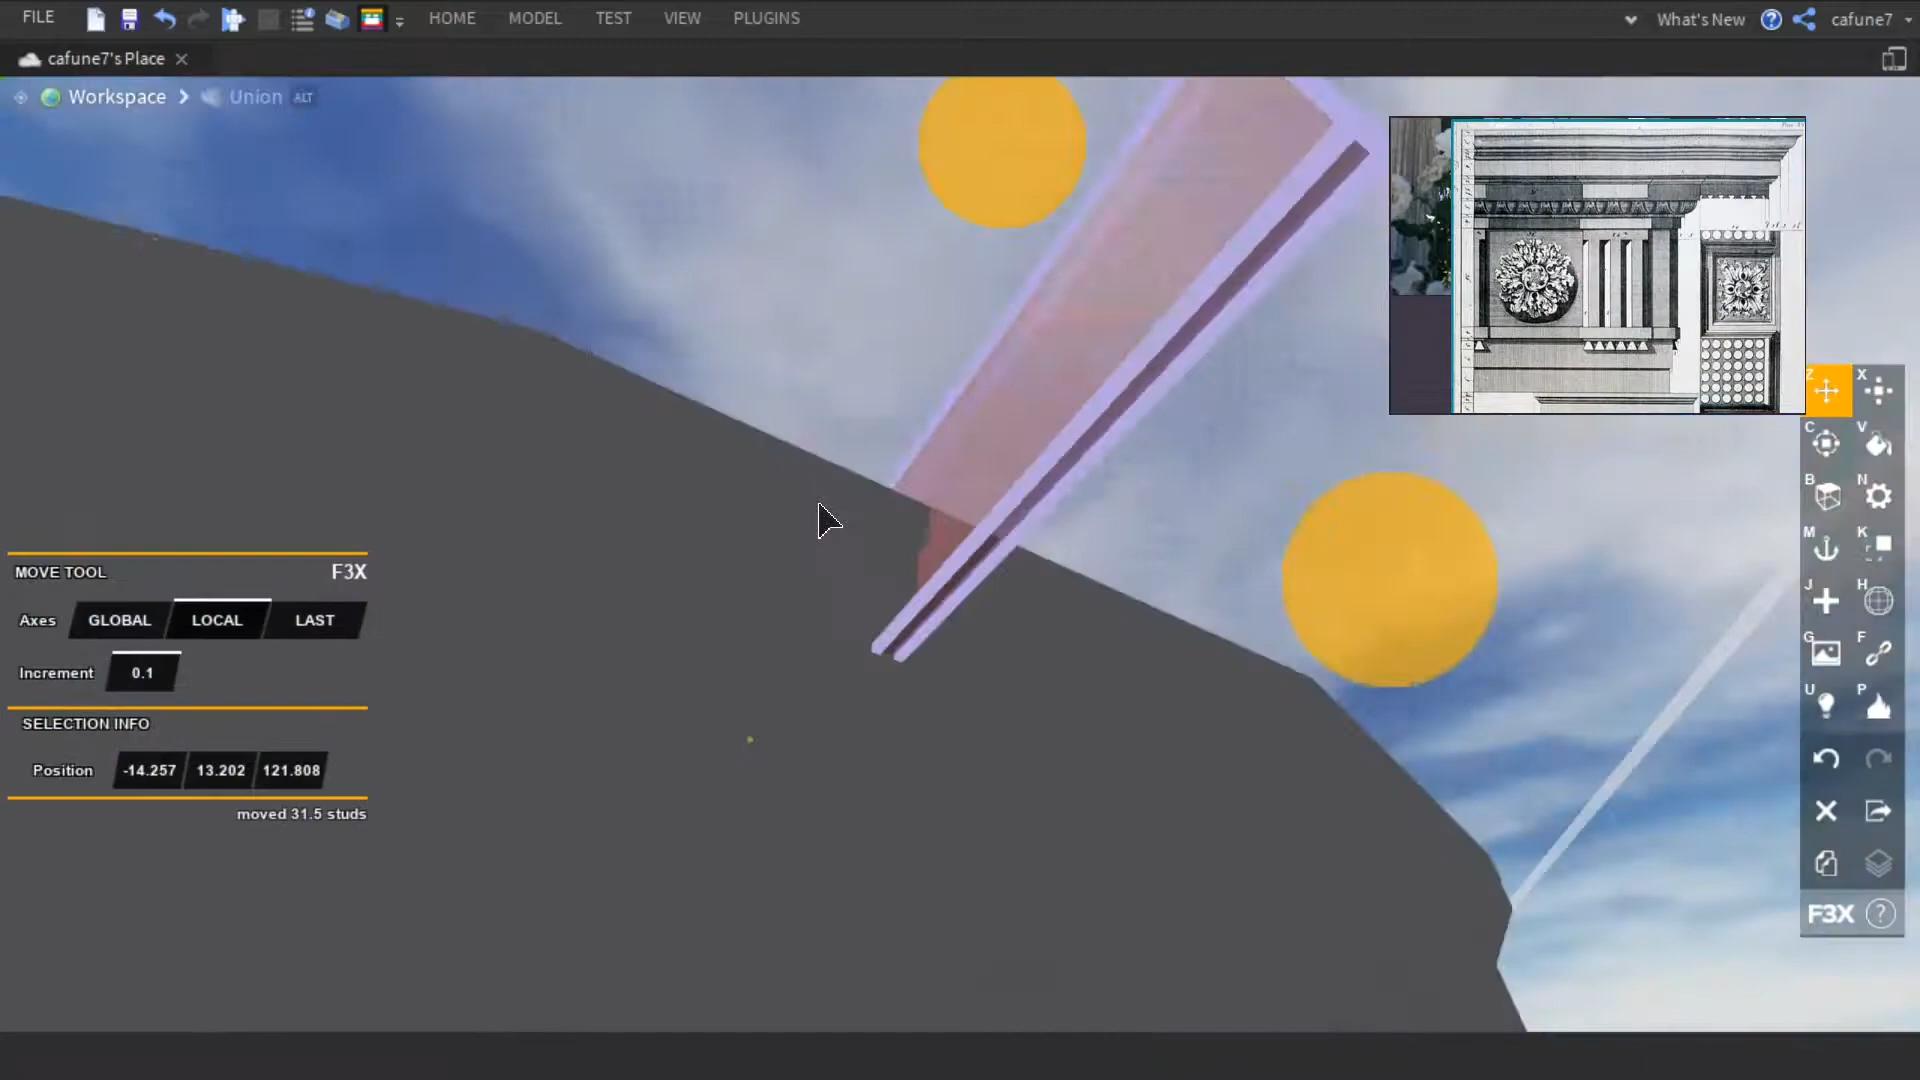 FILE HOME MODEL TEST VIEW PLUGINS What's New ? cafune7
cafune7's Place
Workspace Union ALT
Z X
C V
B N
M K
J H
G F
U P
F3X ?
MOVE TOOL F3X
Axes GLOBAL LOCAL LAST
Increment 0.1
SELECTION INFO
Position -14.257 13.202 121.808
moved 31.5 studs